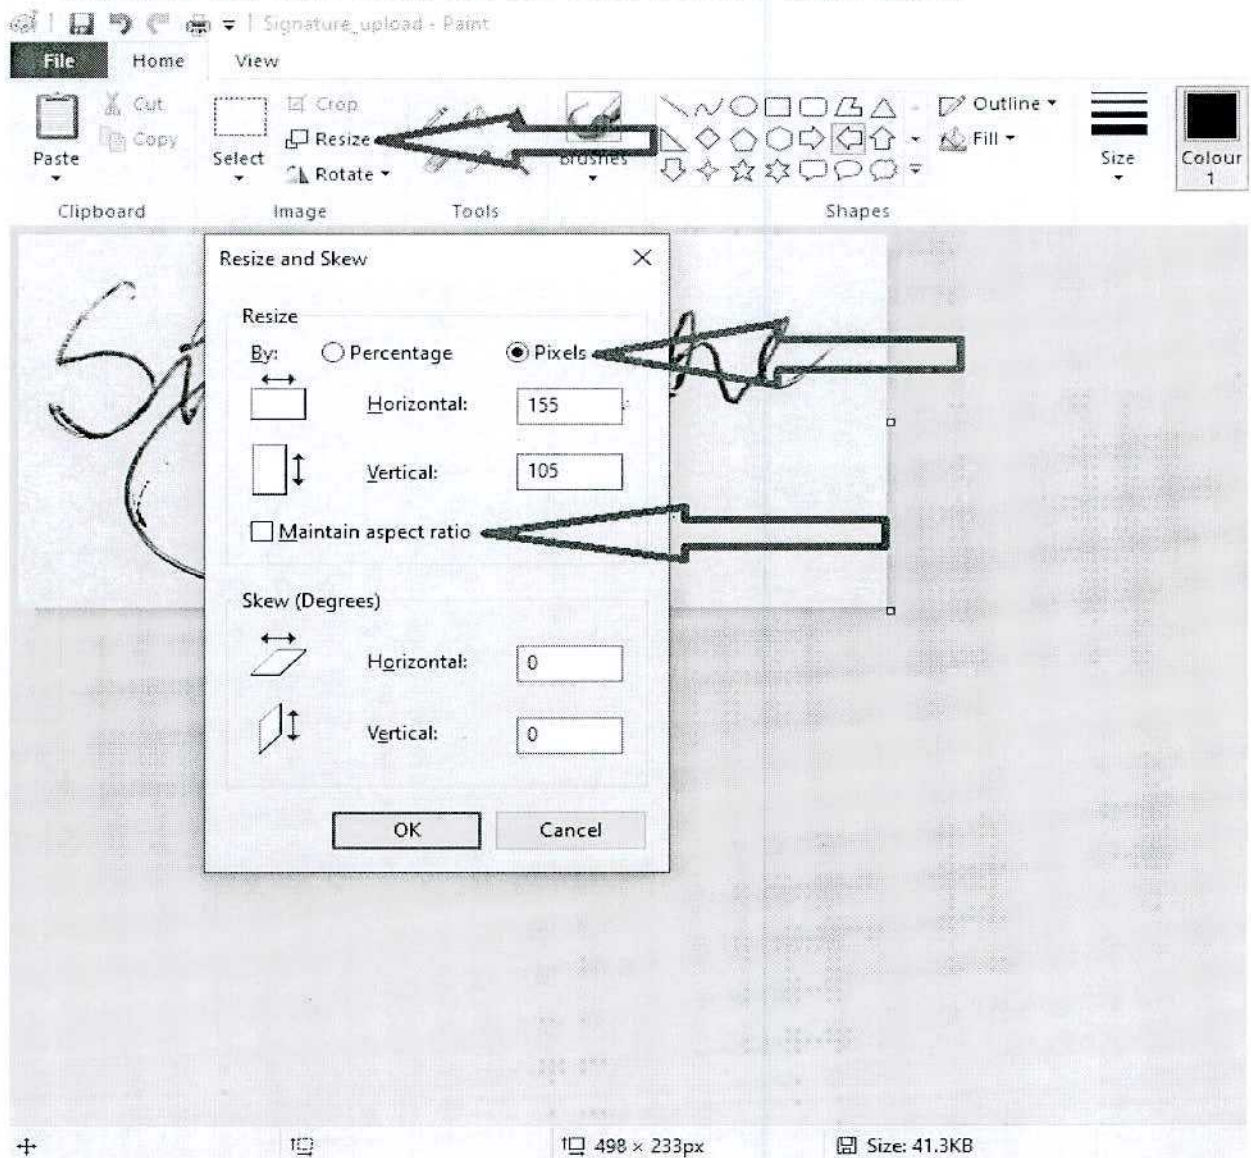 Signature_upload - Paint
File Home View
Cut Crop Outline
Copy Resize Fill
Paste Select Rotate Brushes Size Colour 1
Clipboard Image Tools Shapes
Resize and Skew
Resize
By: Percentage Pixels
Horizontal: 155
Vertical: 105
Maintain aspect ratio
Skew (Degrees)
Horizontal: 0
Vertical: 0
OK Cancel
498 × 233px Size: 41.3KB